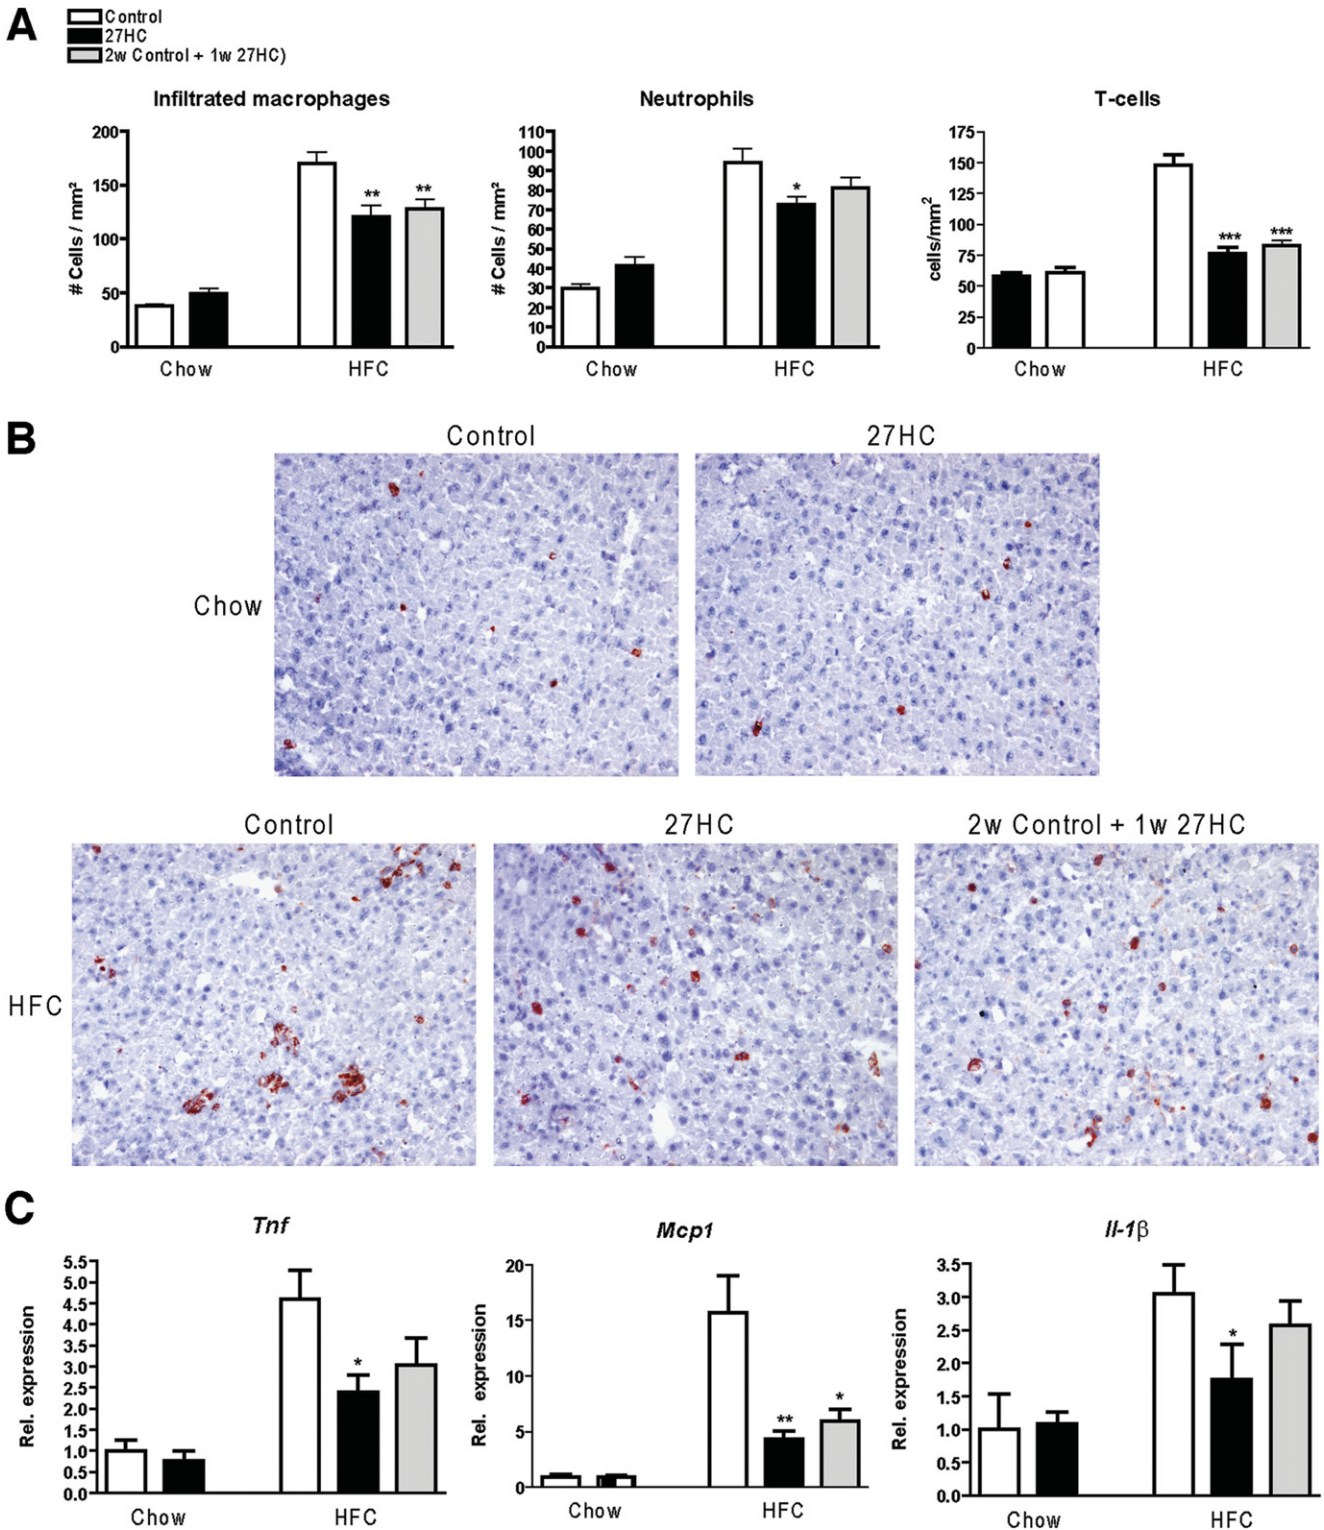 A
Control
27HC
2w Control + 1w 27HC)
Infiltrated macrophages
# Cells / mm²
200
150
100
50
0
** **
Chow HFC
Neutrophils
# Cells / mm²
110
100
90
80
70
60
50
40
30
20
10
0
*
Chow HFC
T-cells
cells/mm²
175
150
125
100
75
50
25
0
*** ***
Chow HFC
B
Control 27HC
Chow
Control 27HC 2w Control + 1w 27HC
HFC
C
Tnf
Rel. expression
5.5
5.0
4.5
4.0
3.5
3.0
2.5
2.0
1.5
1.0
0.5
0.0
*
Chow HFC
Mcp1
Rel. expression
20
15
10
5
0
** *
Chow HFC
Il-1β
Rel. expression
3.5
3.0
2.5
2.0
1.5
1.0
0.5
0.0
*
Chow HFC